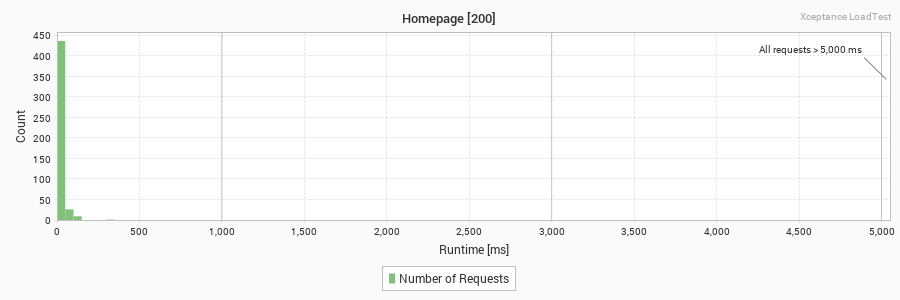 Homepage [200]
Xceptance LoadTest
All requests > 5,000 ms
Count
450
400
350
300
250
200
150
100
50
0
0 500 1,000 1,500 2,000 2,500 3,000 3,500 4,000 4,500 5,000
Runtime [ms]
Number of Requests